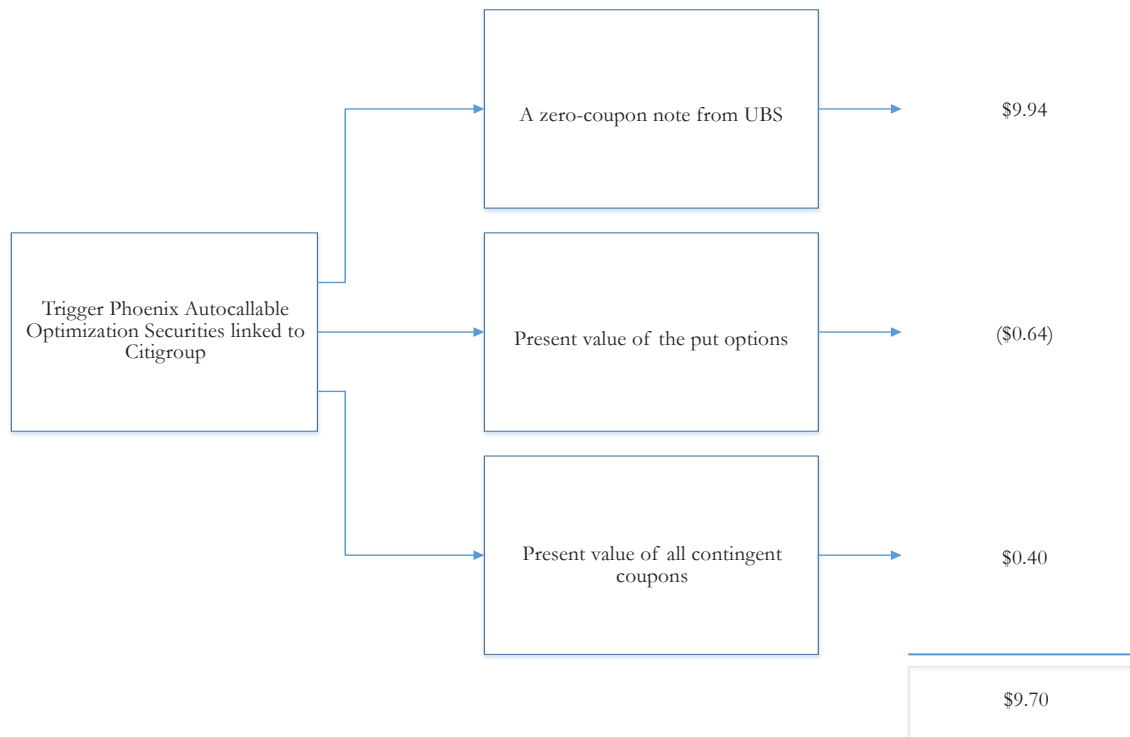 A zero-coupon note from UBS
$9.94
Trigger Phoenix Autocallable
Optimization Securities linked to
Citigroup
Present value of the put options
($0.64)
Present value of all contingent
coupons
$0.40
$9.70